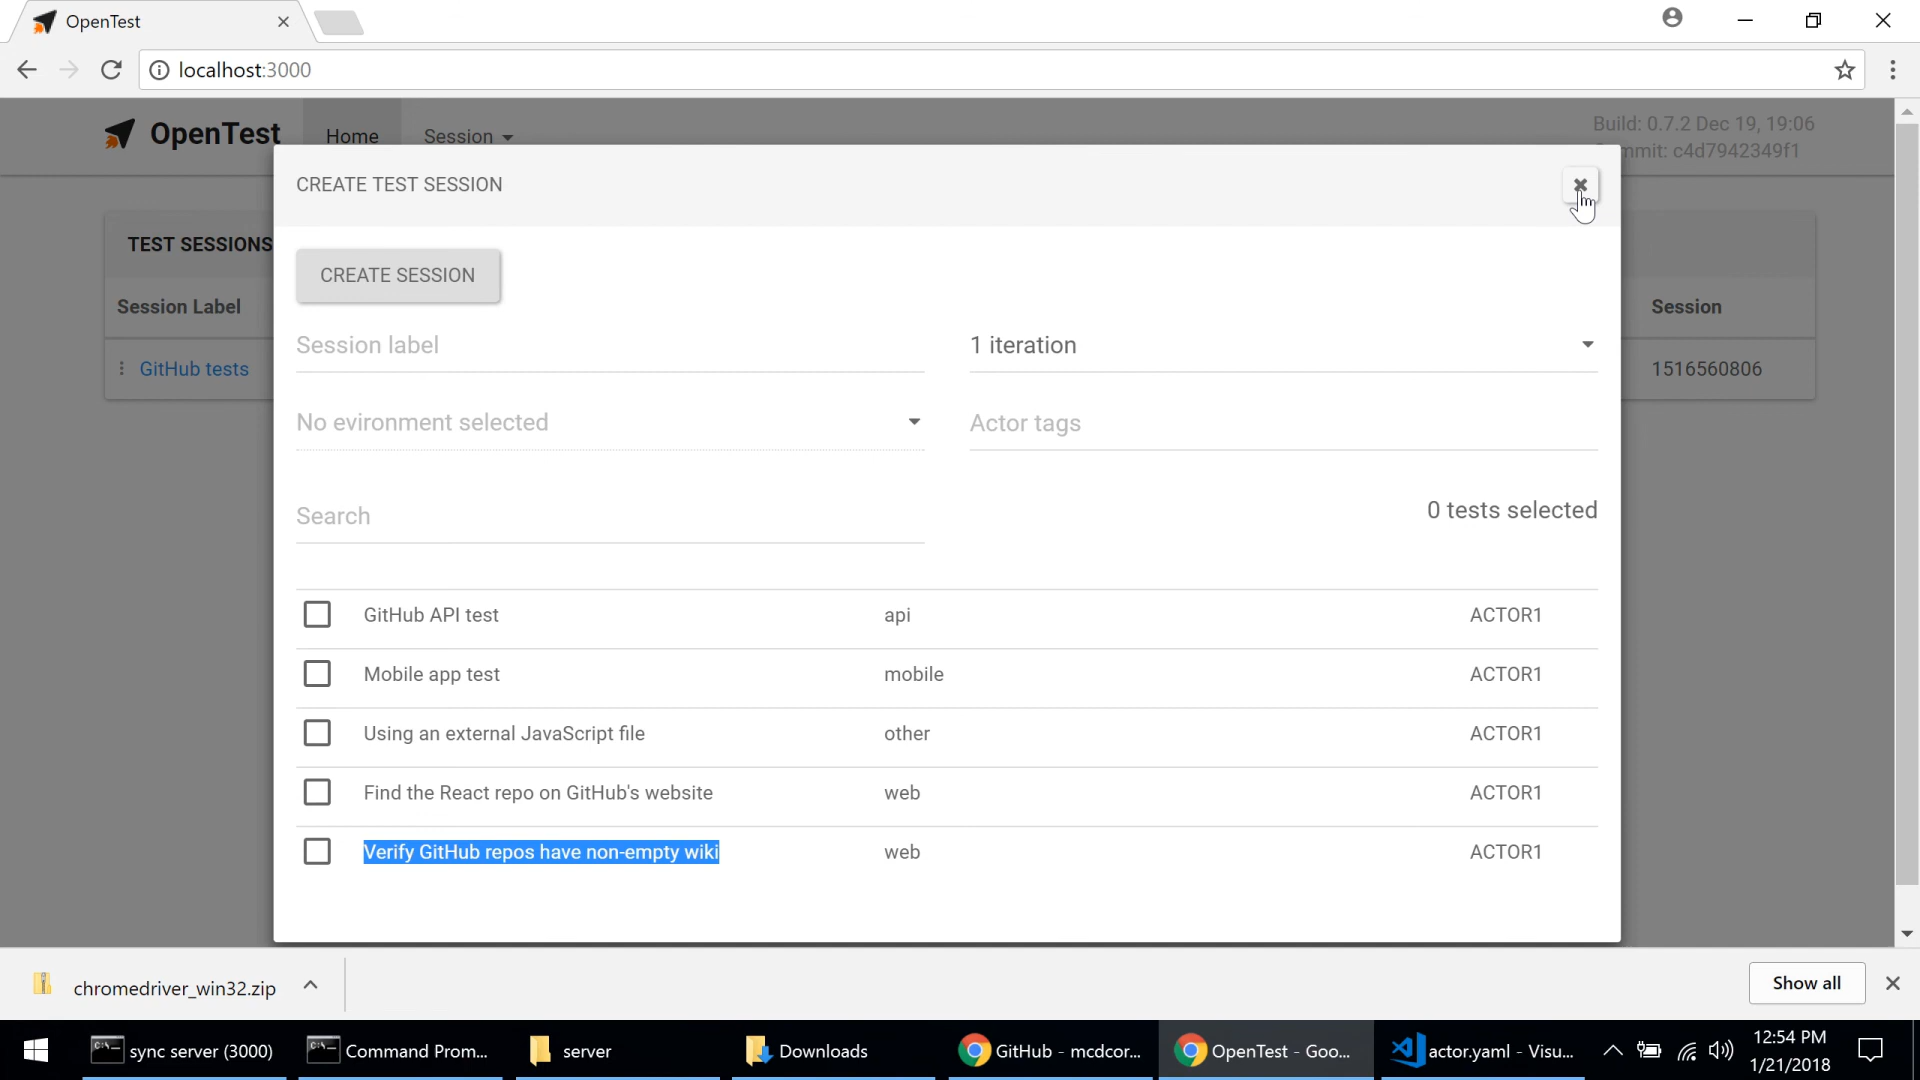 OpenTest
localhost:3000
OpenTest
Home
Session
Build: 0.7.2 Dec 19, 19:06
mmit: c4d7942349f1
CREATE TEST SESSION
TEST SESSIONS
CREATE SESSION
Session Label
Session
Session label
1 iteration
GitHub tests
1516560806
No evironment selected
Actor tags
Search
0 tests selected
GitHub API test api ACTOR1
Mobile app test mobile ACTOR1
Using an external JavaScript file other ACTOR1
Find the React repo on GitHub's website web ACTOR1
Verify GitHub repos have non-empty wiki web ACTOR1
chromedriver_win32.zip
Show all
sync server (3000)
Command Prom...
server
Downloads
GitHub - mcdcor...
OpenTest - Goo...
actor.yaml - Visu...
12:54 PM
1/21/2018